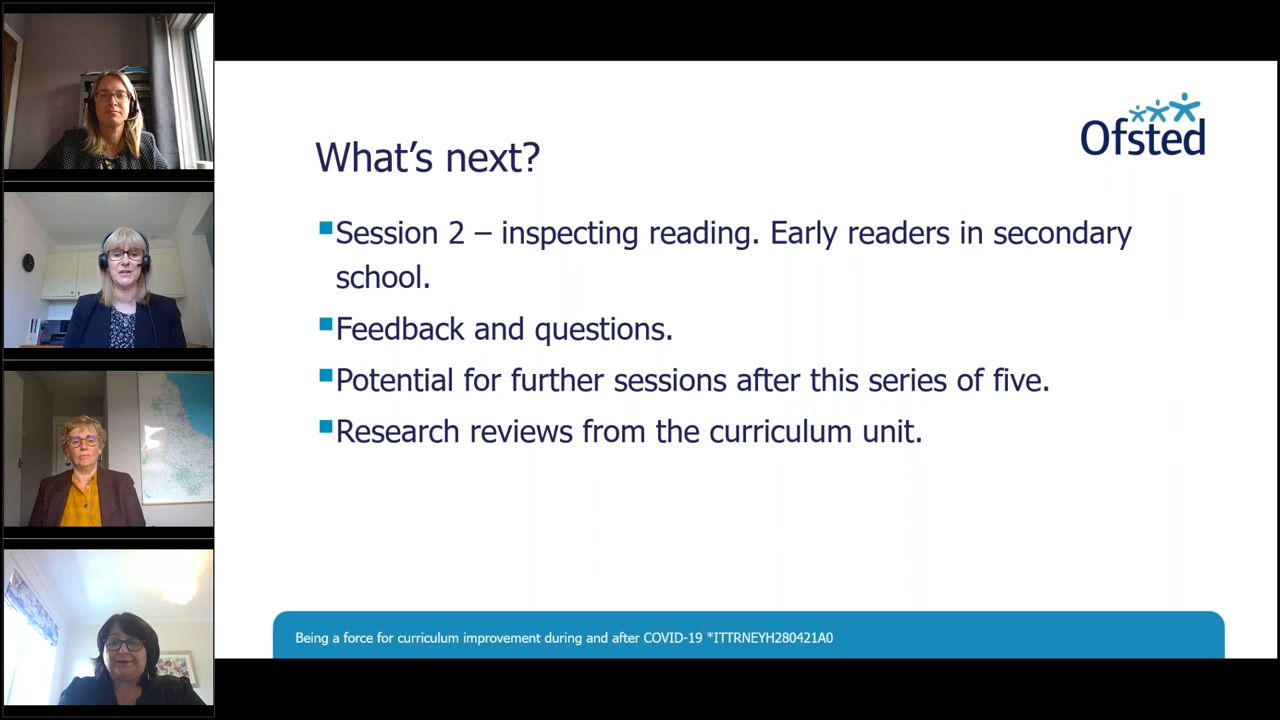 Ofsted
What's next?
Session 2 – inspecting reading. Early readers in secondary
school.
Feedback and questions.
Potential for further sessions after this series of five.
Research reviews from the curriculum unit.
Being a force for curriculum improvement during and after COVID-19 *ITTRNEYH280421A0